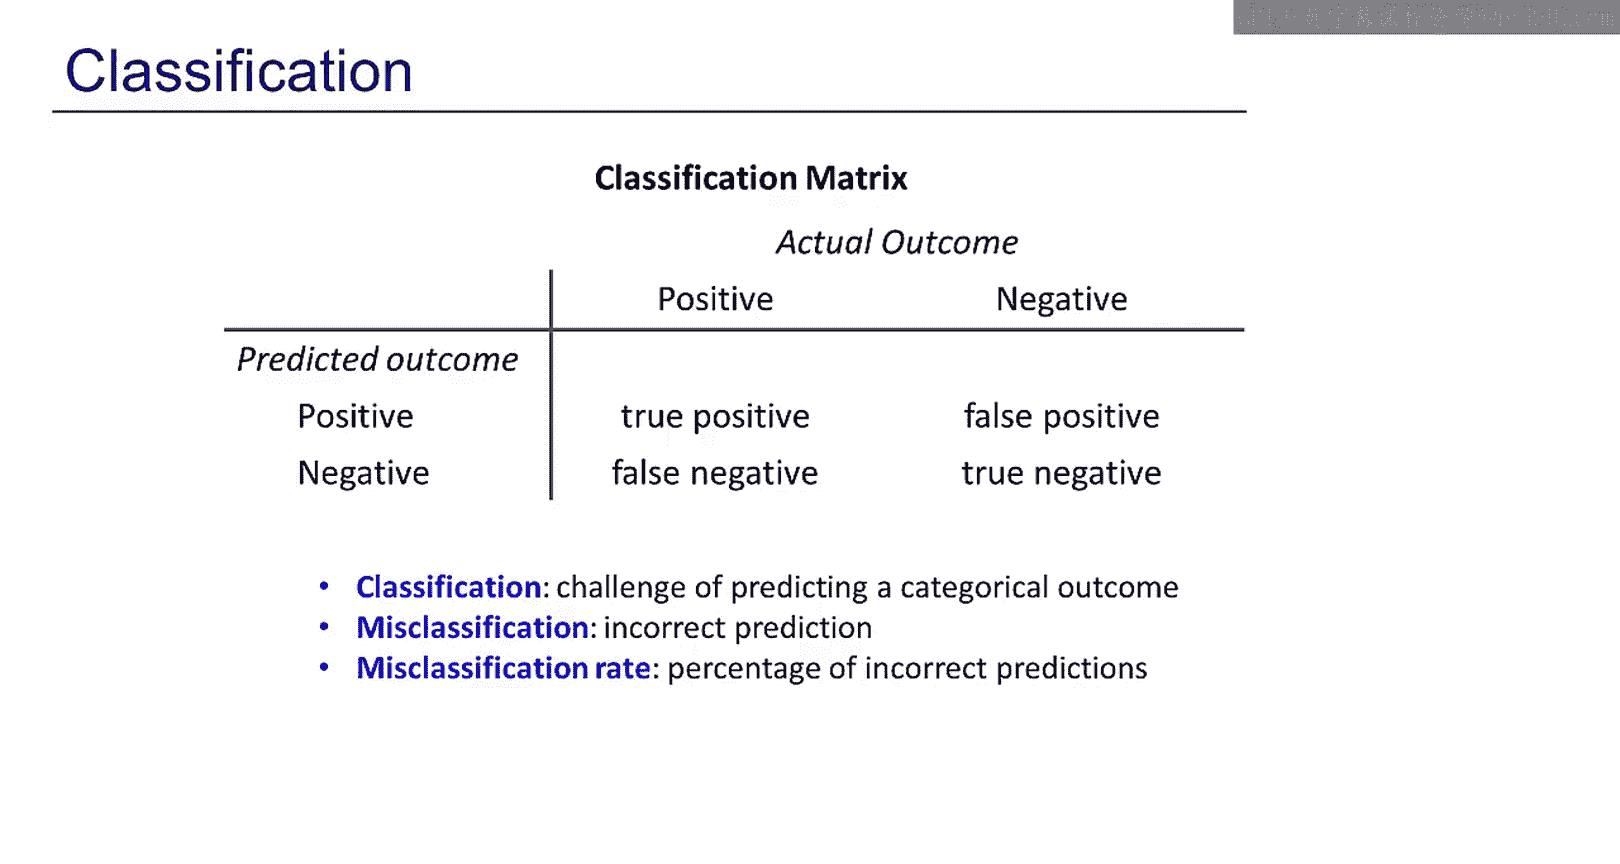 Classification
Classification Matrix
Actual Outcome
Positive Negative
Predicted outcome
Positive true positive false positive
Negative false negative true negative
• Classification: challenge of predicting a categorical outcome
• Misclassification: incorrect prediction
• Misclassification rate: percentage of incorrect predictions